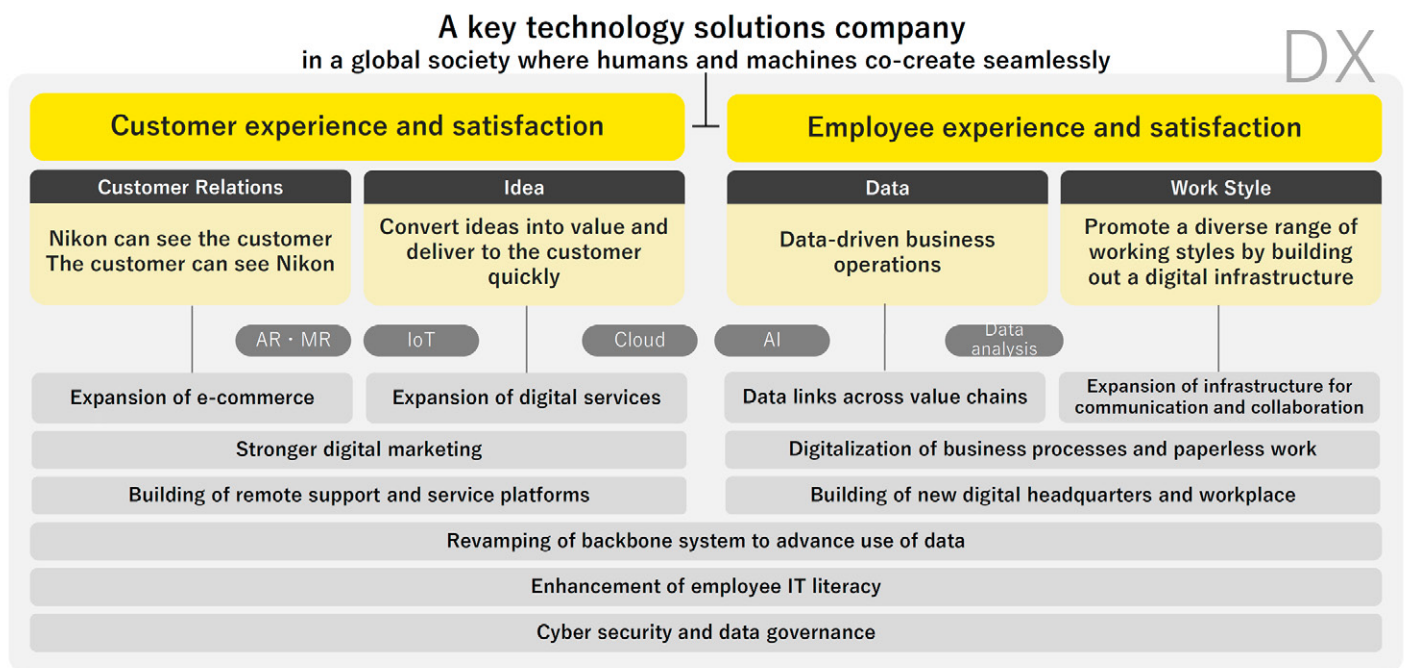 A key technology solutions company
in a global society where humans and machines co-create seamlessly
DX
Customer experience and satisfaction
Employee experience and satisfaction
Customer Relations
Nikon can see the customer
The customer can see Nikon
Idea
Convert ideas into value and
deliver to the customer
quickly
Data
Data-driven business
operations
Work Style
Promote a diverse range of
working styles by building
out a digital infrastructure
AR・MR
IoT
Cloud
AI
Data
analysis
Expansion of e-commerce
Expansion of digital services
Data links across value chains
Expansion of infrastructure for
communication and collaboration
Stronger digital marketing
Digitalization of business processes and paperless work
Building of remote support and service platforms
Building of new digital headquarters and workplace
Revamping of backbone system to advance use of data
Enhancement of employee IT literacy
Cyber security and data governance